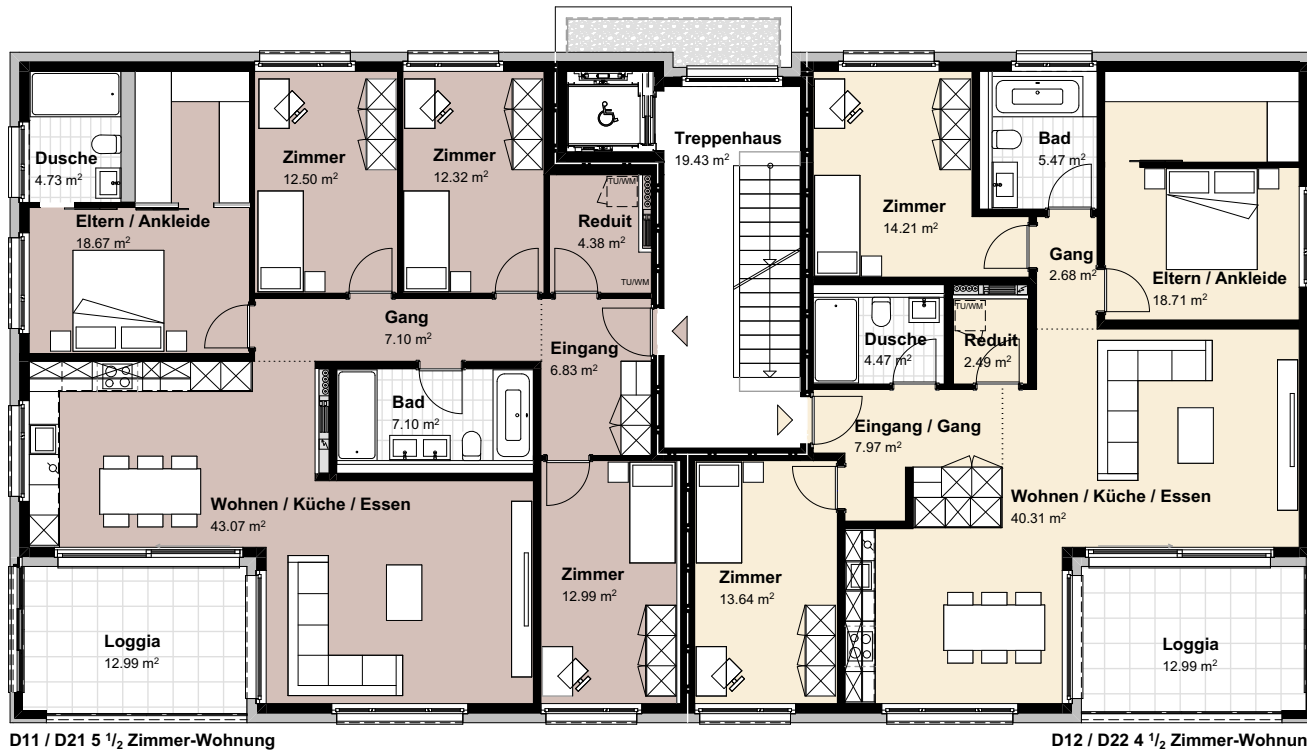 Dusche
4.73 m²
Eltern / Ankleide
18.67 m²
Zimmer
12.50 m²
Zimmer
12.32 m²
TU/WM
Reduit
4.38 m²
TU/WM
Treppenhaus
19.43 m²
Zimmer
14.21 m²
Bad
5.47 m²
Gang
2.68 m²
Eltern / Ankleide
18.71 m²
Gang
7.10 m²
Eingang
6.83 m²
Bad
7.10 m²
Dusche
4.47 m²
TU/WM
Reduit
2.49 m²
Eingang / Gang
7.97 m²
Wohnen / Küche / Essen
43.07 m²
Wohnen / Küche / Essen
40.31 m²
Zimmer
12.99 m²
Zimmer
13.64 m²
Loggia
12.99 m²
Loggia
12.99 m²
D11 / D21 5 ¹/₂ Zimmer-Wohnung
D12 / D22 4 ¹/₂ Zimmer-Wohnun